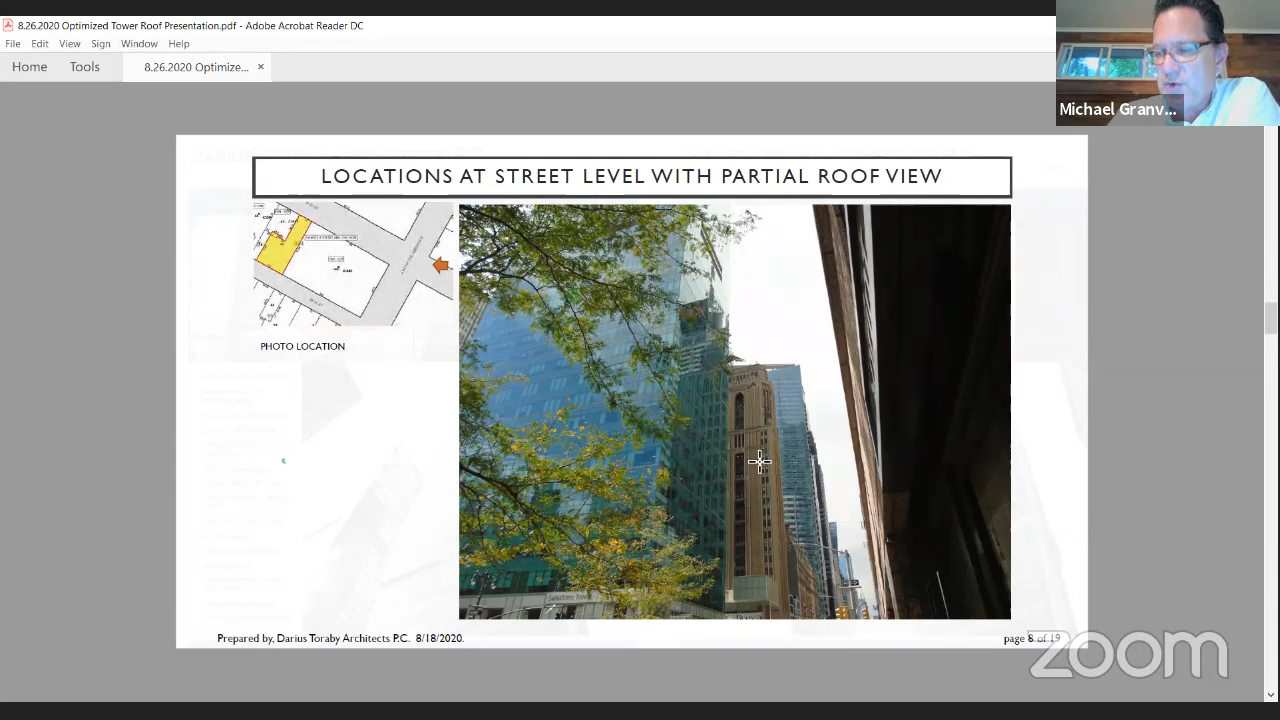 8.26.2020 Optimized Tower Roof Presentation.pdf - Adobe Acrobat Reader DC
File Edit View Sign Window Help
Home Tools 8.26.2020 Optimize... ×
Michael Granv...
LOCATIONS AT STREET LEVEL WITH PARTIAL ROOF VIEW
PHOTO LOCATION
Salesforce Tower
Prepared by, Darius Toraby Architects P.C. 8/18/2020.
page 8 of 19
zoom